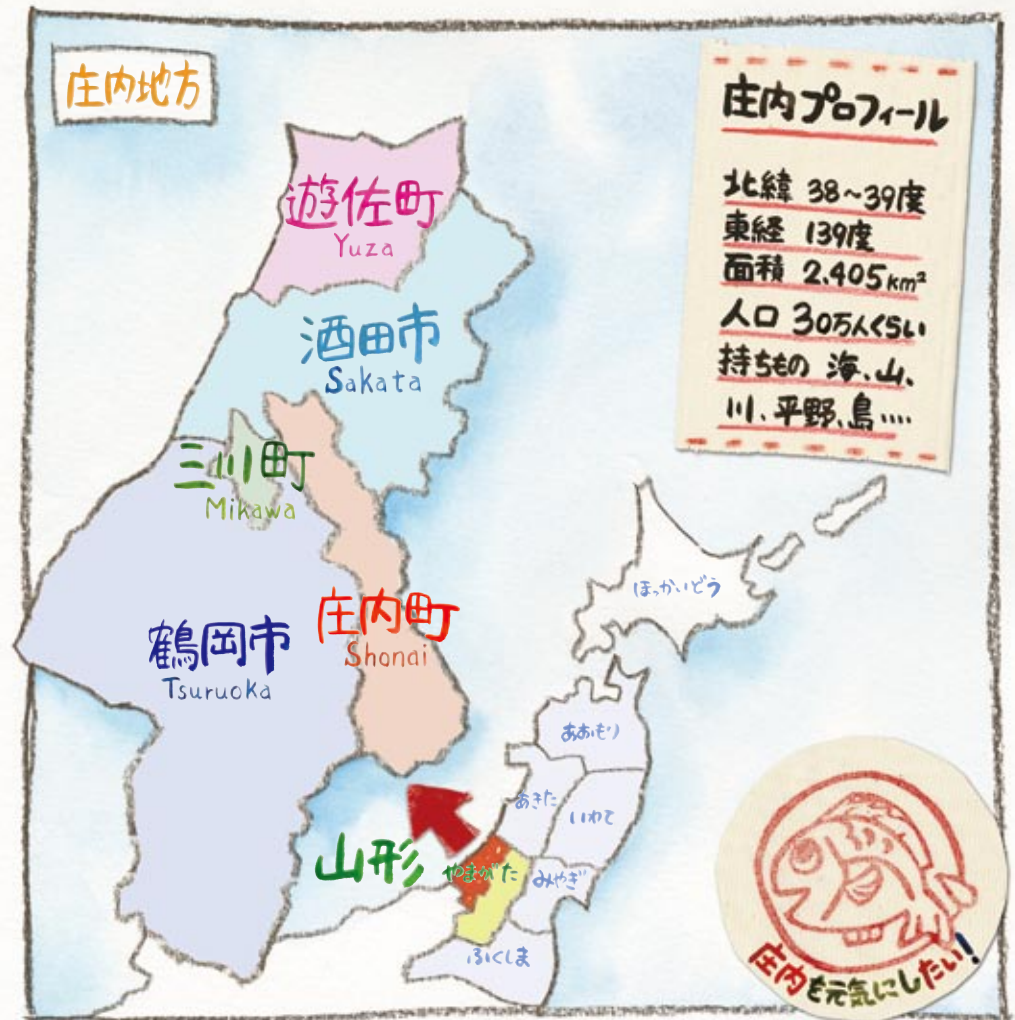 庄内地方
庄内プロフィール
北緯 38〜39度
東経 139度
面積 2,405km²
人口 30万人くらい
持ちもの 海、山、
川、平野、島....
遊佐町
Yuza
酒田市
Sakata
三川町
Mikawa
庄内町
Shonai
鶴岡市
Tsuruoka
ほっかいどう
あおもり
あきた
いわて
山形
やまがた
みやぎ
ふくしま
庄内を元気にしたい!